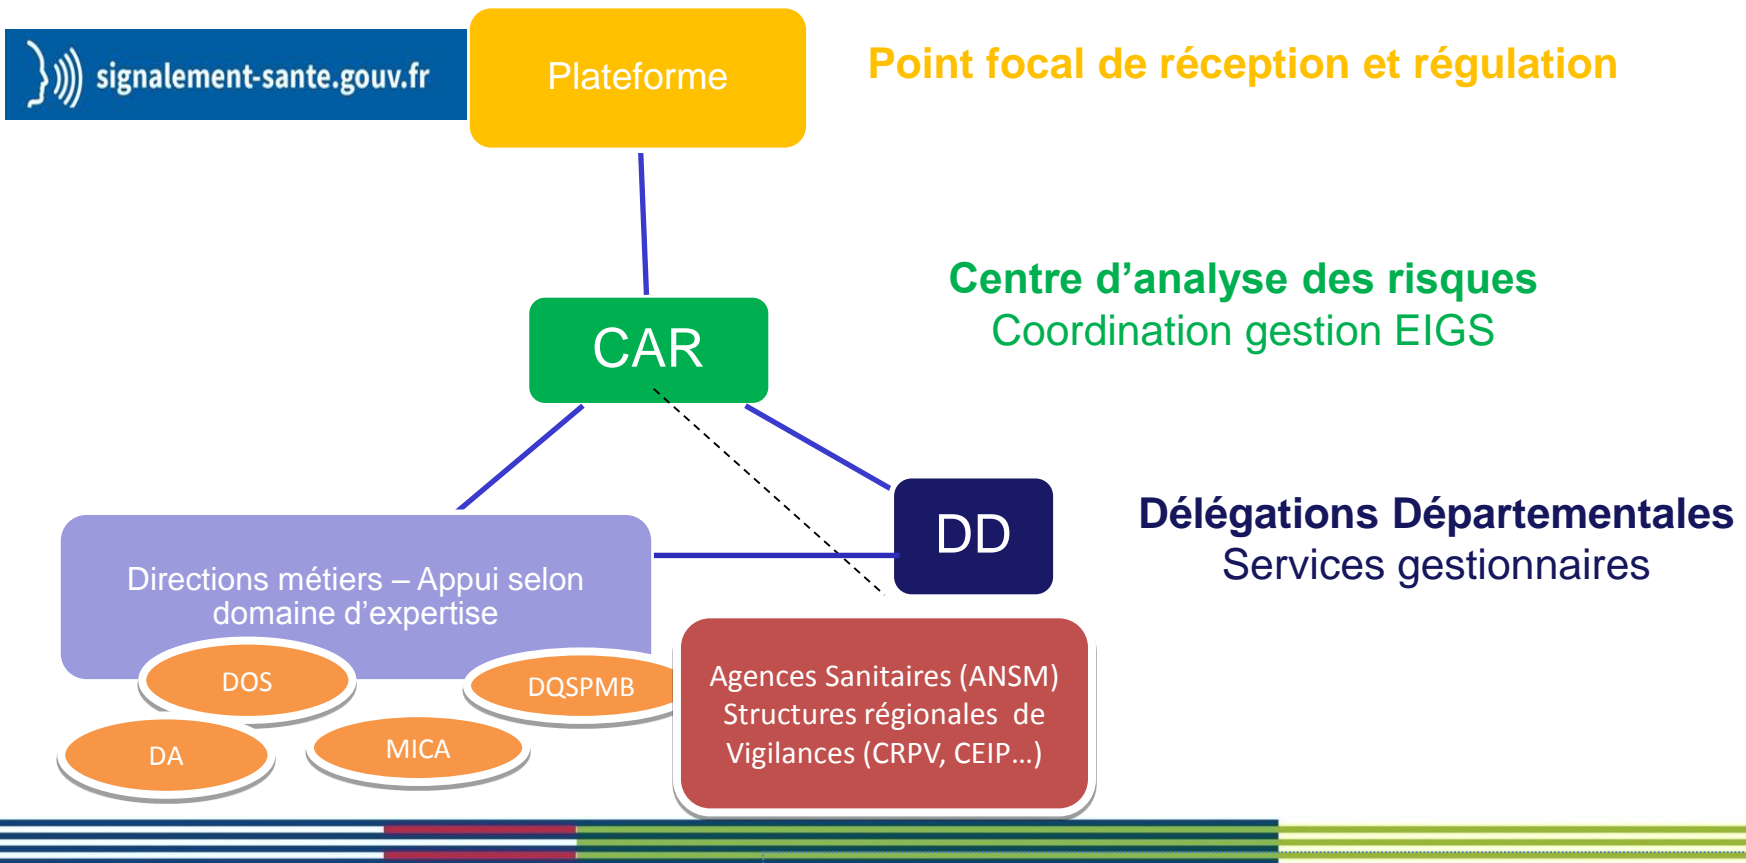 signalement-sante.gouv.fr
Plateforme
Point focal de réception et régulation
CAR
Centre d’analyse des risques
Coordination gestion EIGS
DD
Délégations Départementales
Services gestionnaires
Directions métiers – Appui selon
domaine d’expertise
DOS
DQSPMB
DA
MICA
Agences Sanitaires (ANSM)
Structures régionales de
Vigilances (CRPV, CEIP…)